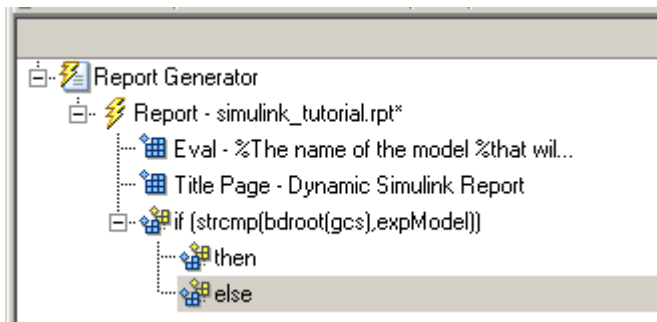 Report Generator
Report - simulink_tutorial.rpt*
Eval - %The name of the model %that wil...
Title Page - Dynamic Simulink Report
if (strcmp(bdroot(gcs),expModel))
then
else